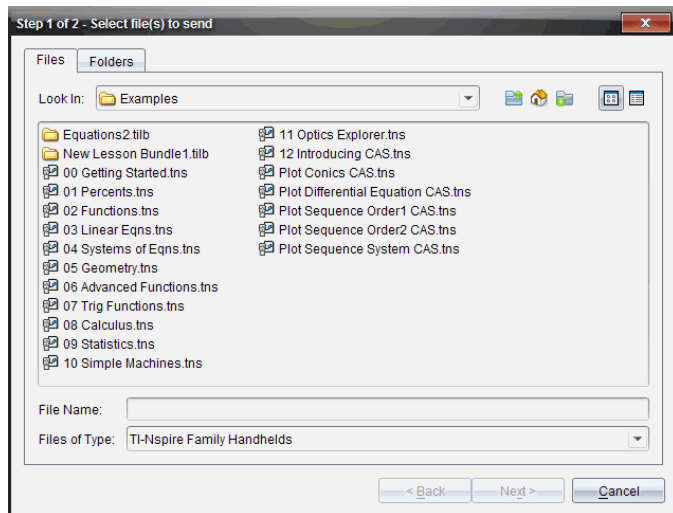 Step 1 of 2 - Select file(s) to send
Files
Folders
Look In:
Examples
Equations2.tilb
New Lesson Bundle1.tilb
00 Getting Started.tns
01 Percents.tns
02 Functions.tns
03 Linear Eqns.tns
04 Systems of Eqns.tns
05 Geometry.tns
06 Advanced Functions.tns
07 Trig Functions.tns
08 Calculus.tns
09 Statistics.tns
10 Simple Machines.tns
11 Optics Explorer.tns
12 Introducing CAS.tns
Plot Conics CAS.tns
Plot Differential Equation CAS.tns
Plot Sequence Order1 CAS.tns
Plot Sequence Order2 CAS.tns
Plot Sequence System CAS.tns
File Name:
Files of Type:
TI-Nspire Family Handhelds
< Back
Next >
Cancel